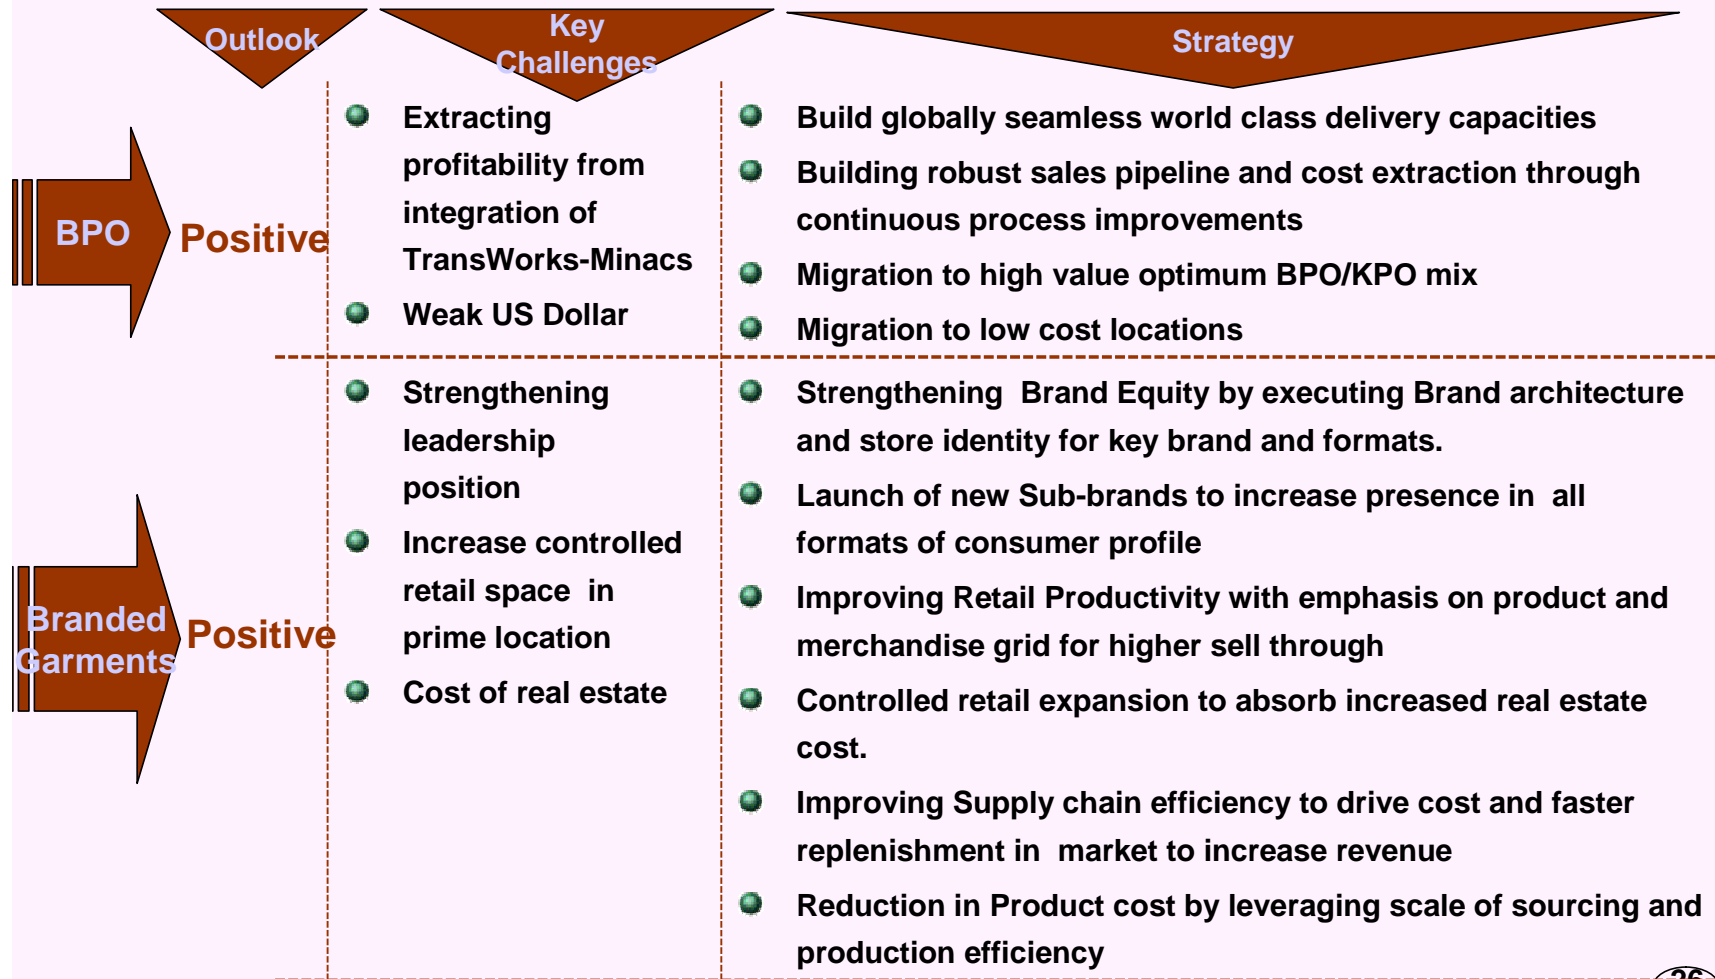 Outlook
Key
Challenges
Strategy
BPO
Positive
Extracting
profitability from
integration of
TransWorks-Minacs
Weak US Dollar
Build globally seamless world class delivery capacities
Building robust sales pipeline and cost extraction through
continuous process improvements
Migration to high value optimum BPO/KPO mix
Migration to low cost locations
Branded
Garments
Positive
Strengthening
leadership
position
Increase controlled
retail space in
prime location
Cost of real estate
Strengthening Brand Equity by executing Brand architecture
and store identity for key brand and formats.
Launch of new Sub-brands to increase presence in all
formats of consumer profile
Improving Retail Productivity with emphasis on product and
merchandise grid for higher sell through
Controlled retail expansion to absorb increased real estate
cost.
Improving Supply chain efficiency to drive cost and faster
replenishment in market to increase revenue
Reduction in Product cost by leveraging scale of sourcing and
production efficiency
26